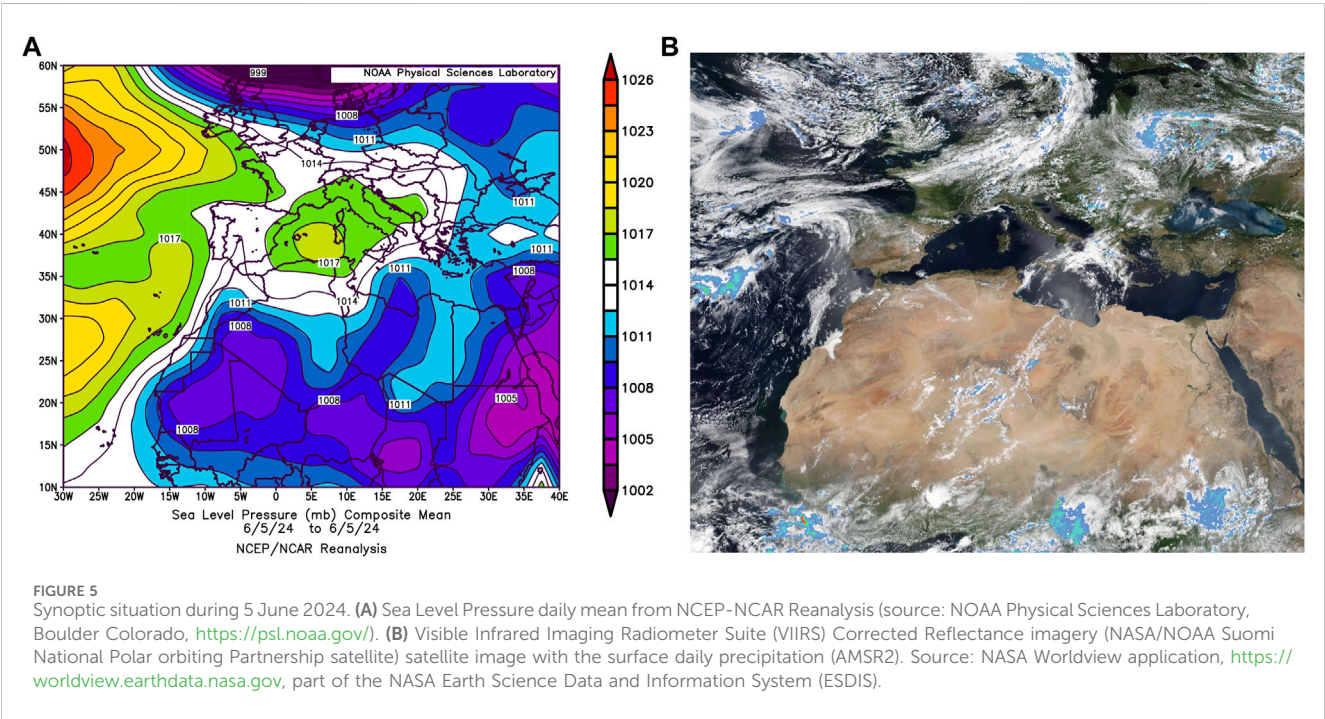 A
B
60N
55N
50N
45N
40N
35N
30N
25N
20N
15N
10N
30W 25W 20W 15W 10W 5W 0 5E 10E 15E 20E 25E 30E 35E 40E
NOAA Physical Sciences Laboratory
999
1008
1011
1014
1011
1017
1011
1017
1011
1008
1011
1014
1008
1008
1011
1005
1008
1026
1023
1020
1017
1014
1011
1008
1005
1002
Sea Level Pressure (mb) Composite Mean
6/5/24 to 6/5/24
NCEP/NCAR Reanalysis
FIGURE 5
Synoptic situation during 5 June 2024. (A) Sea Level Pressure daily mean from NCEP-NCAR Reanalysis (source: NOAA Physical Sciences Laboratory,
Boulder Colorado, https://psl.noaa.gov/). (B) Visible Infrared Imaging Radiometer Suite (VIIRS) Corrected Reflectance imagery (NASA/NOAA Suomi
National Polar orbiting Partnership satellite) satellite image with the surface daily precipitation (AMSR2). Source: NASA Worldview application, https://
worldview.earthdata.nasa.gov, part of the NASA Earth Science Data and Information System (ESDIS).